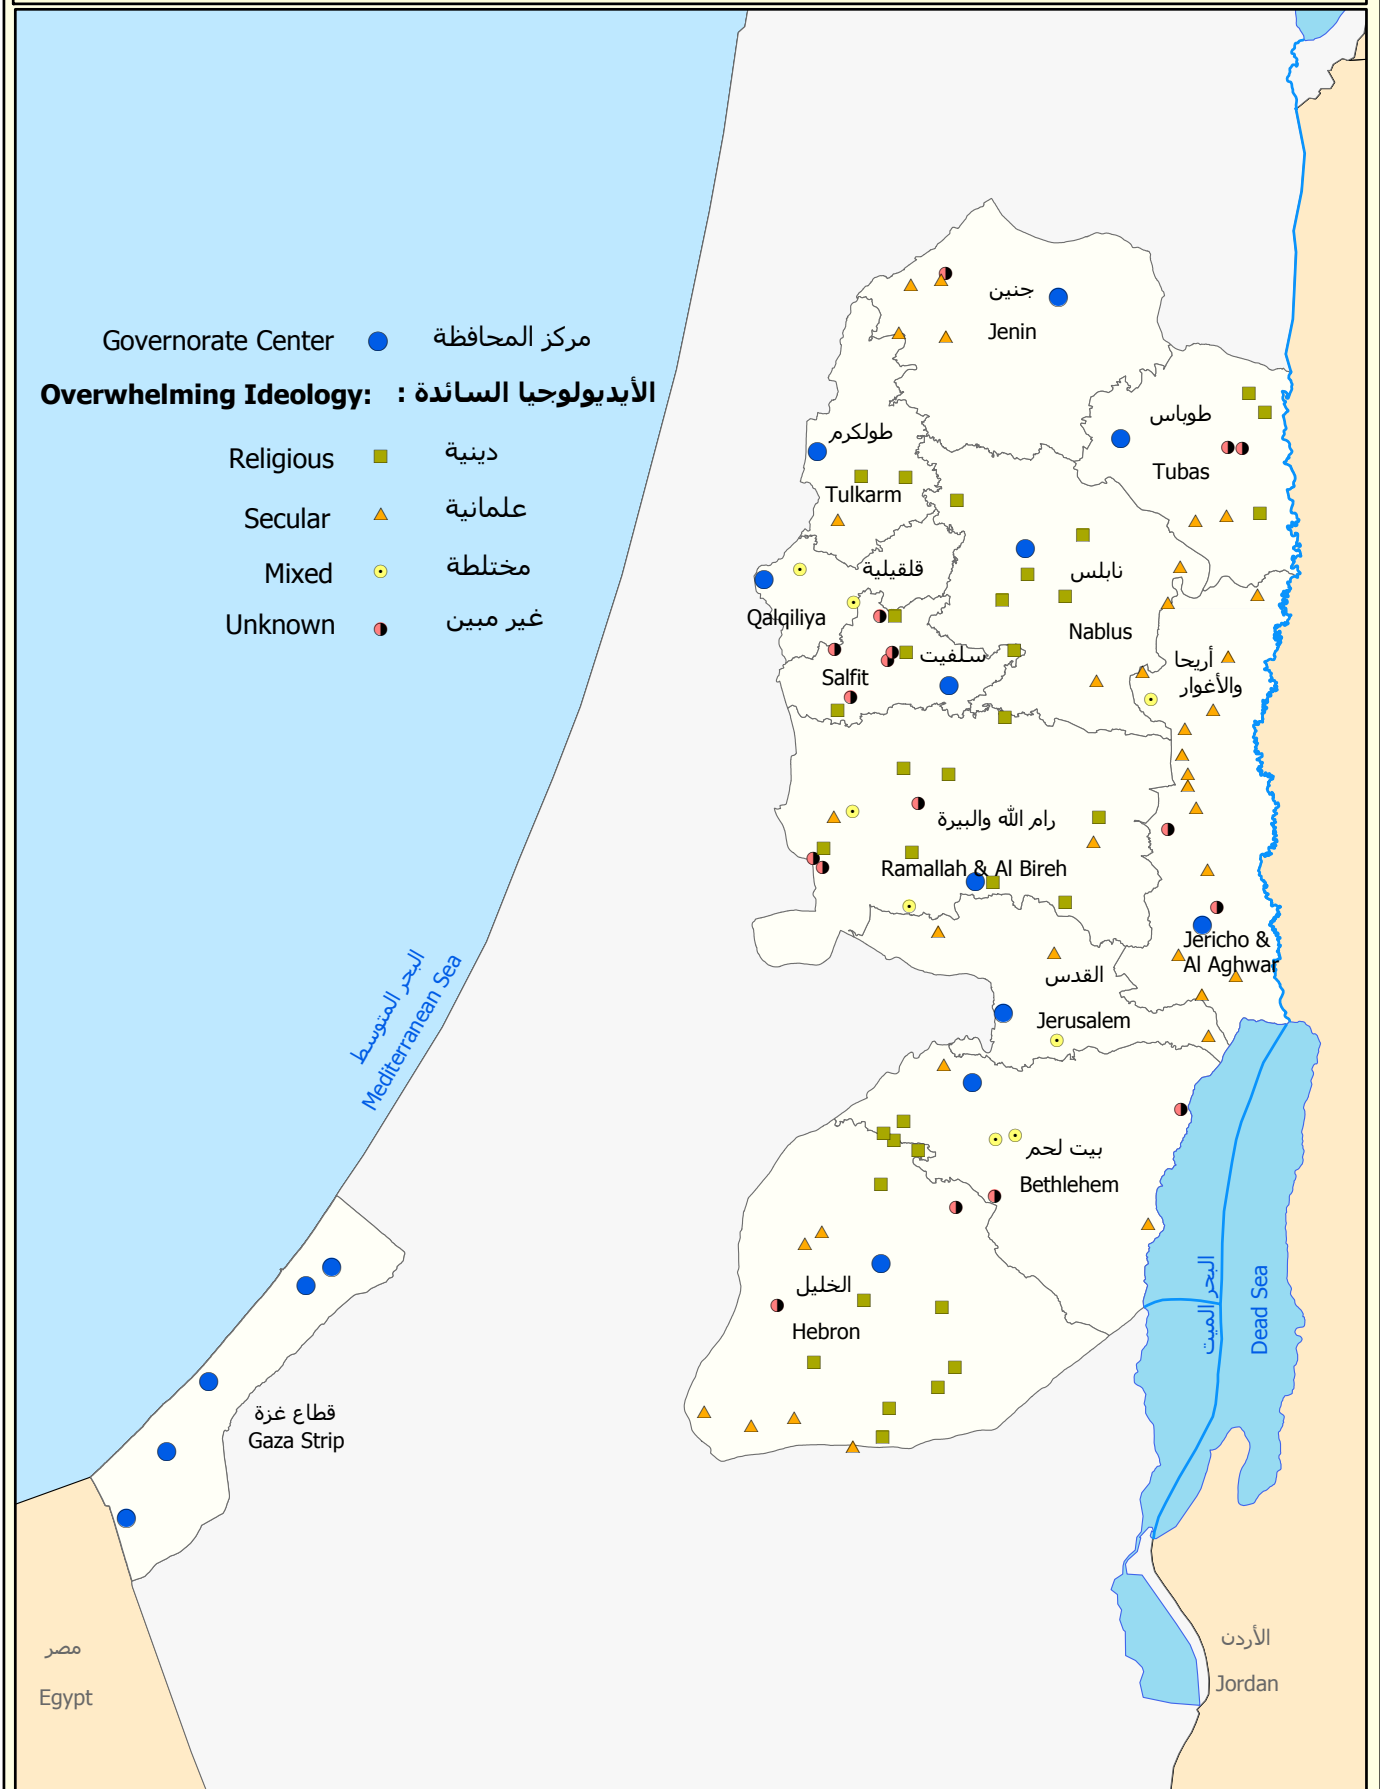 Governorate Center مركز المحافظة
Overwhelming Ideology: الأيديولوجيا السائدة :
Religious دينية
Secular علمانية
Mixed مختلطة
Unknown غير مبين
جنين
Jenin
طوباس
Tubas
طولكرم
Tulkarm
قلقيلية
Qalqiliya
نابلس
Nablus
سلفيت
Salfit
أريحا
والأغوار
رام الله والبيرة
Ramallah & Al Bireh
Jericho &
Al Aghwar
القدس
Jerusalem
البحر المتوسط
Mediterranean Sea
بيت لحم
Bethlehem
الخليل
Hebron
البحر الميت
Dead Sea
قطاع غزة
Gaza Strip
مصر
Egypt
الأردن
Jordan